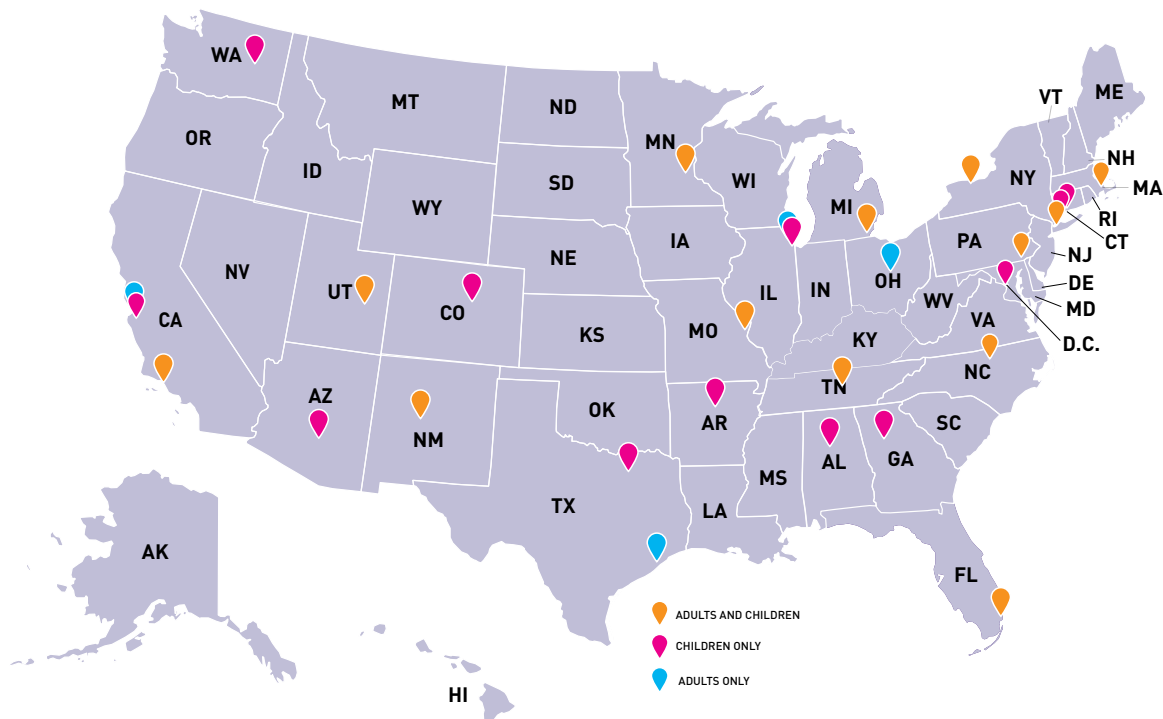 WA
MT
ND
MN
VT
ME
OR
ID
SD
WI
MI
NY
NH
MA
WY
RI
CT
IA
PA
NJ
NV
UT
CO
NE
IL
IN
OH
DE
WV
MD
CA
KS
MO
KY
VA
D.C.
AZ
NM
OK
AR
TN
NC
SC
TX
LA
MS
AL
GA
AK
FL
ADULTS AND CHILDREN
CHILDREN ONLY
ADULTS ONLY
HI